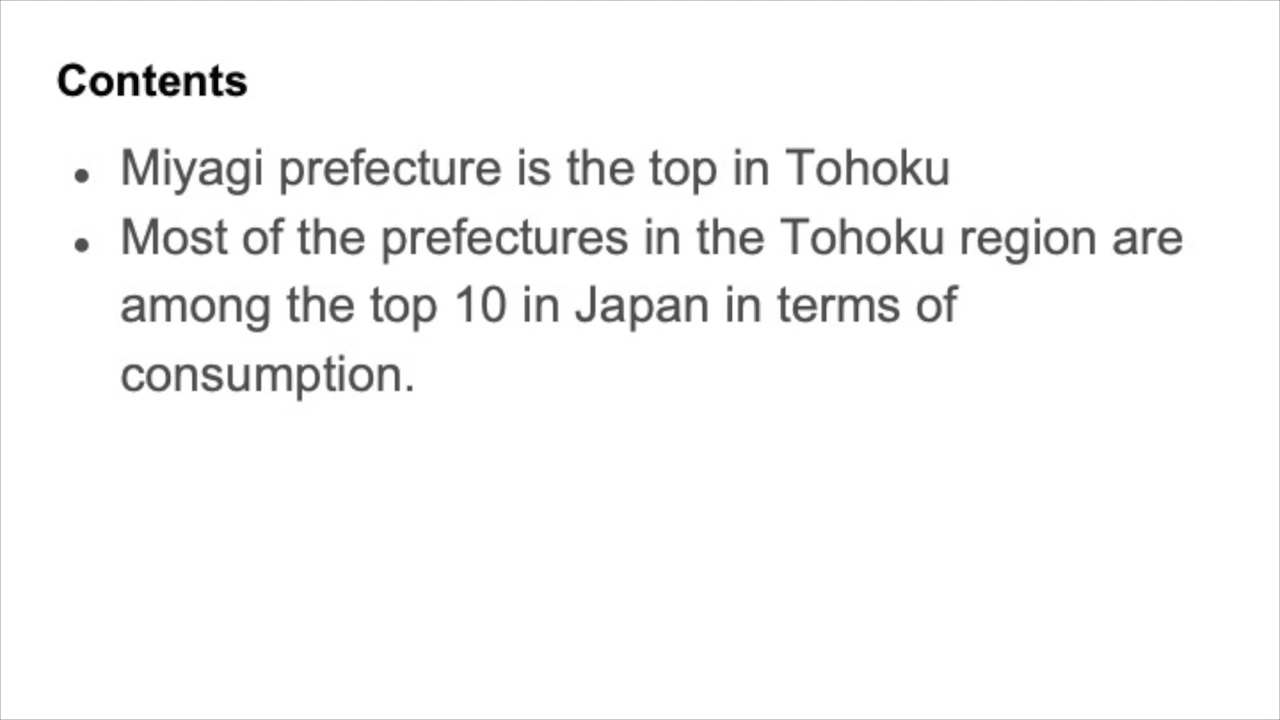 Contents
● Miyagi prefecture is the top in Tohoku
● Most of the prefectures in the Tohoku region are
among the top 10 in Japan in terms of
consumption.